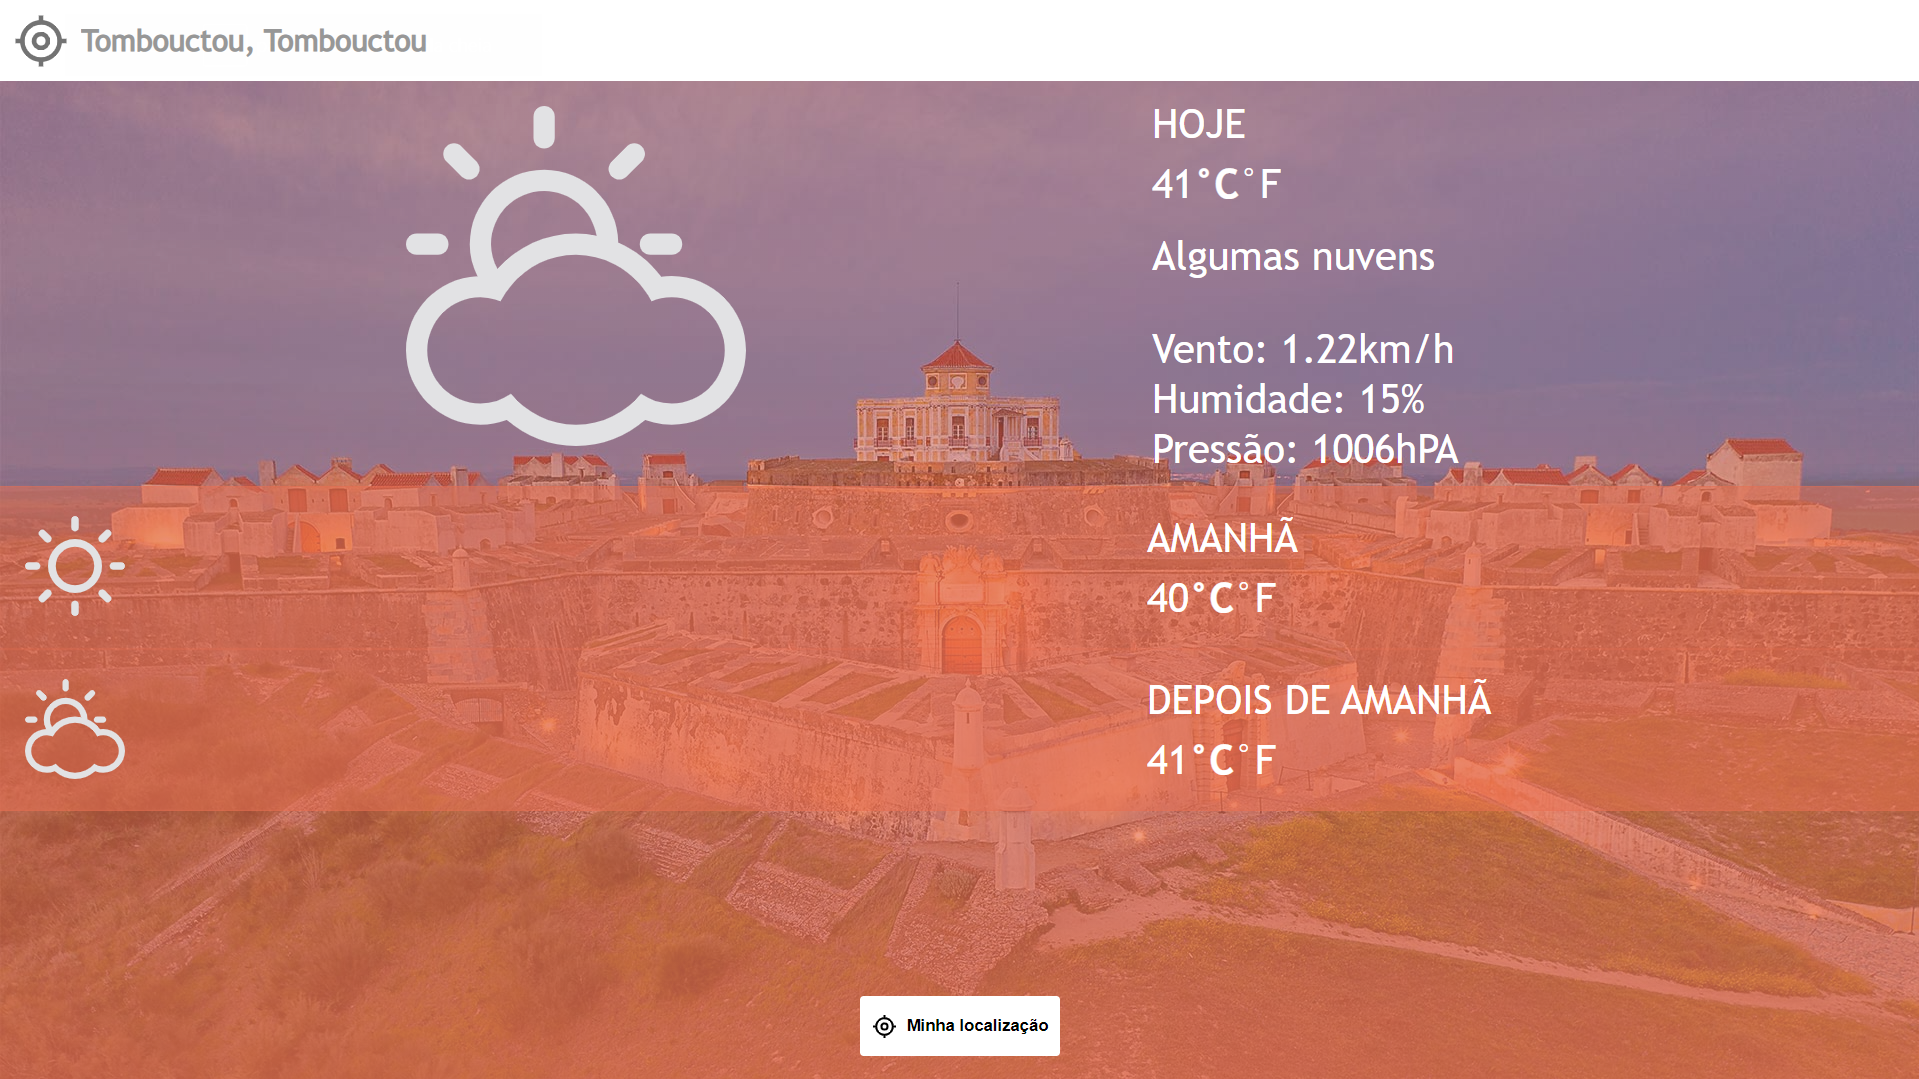 Tombouctou, Tombouctou
HOJE
41°C°F
Algumas nuvens
Vento: 1.22km/h
Humidade: 15%
Pressão: 1006hPA
AMANHÃ
40°C°F
DEPOIS DE AMANHÃ
41°C°F
Minha localização